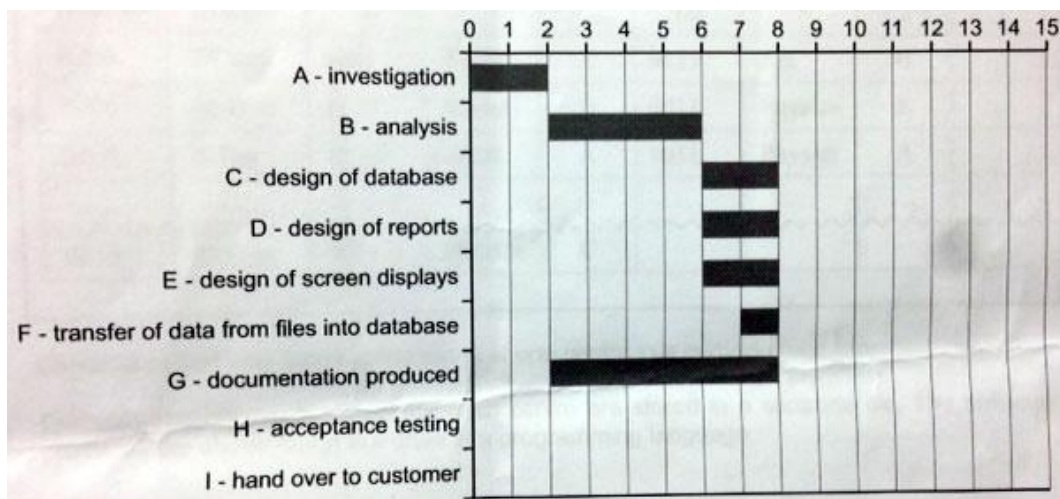 0 1 2 3 4 5 6 7 8 9 10 11 12 13 14 15
A - investigation
B - analysis
C - design of database
D - design of reports
E - design of screen displays
F - transfer of data from files into database
G - documentation produced
H - acceptance testing
I - hand over to customer